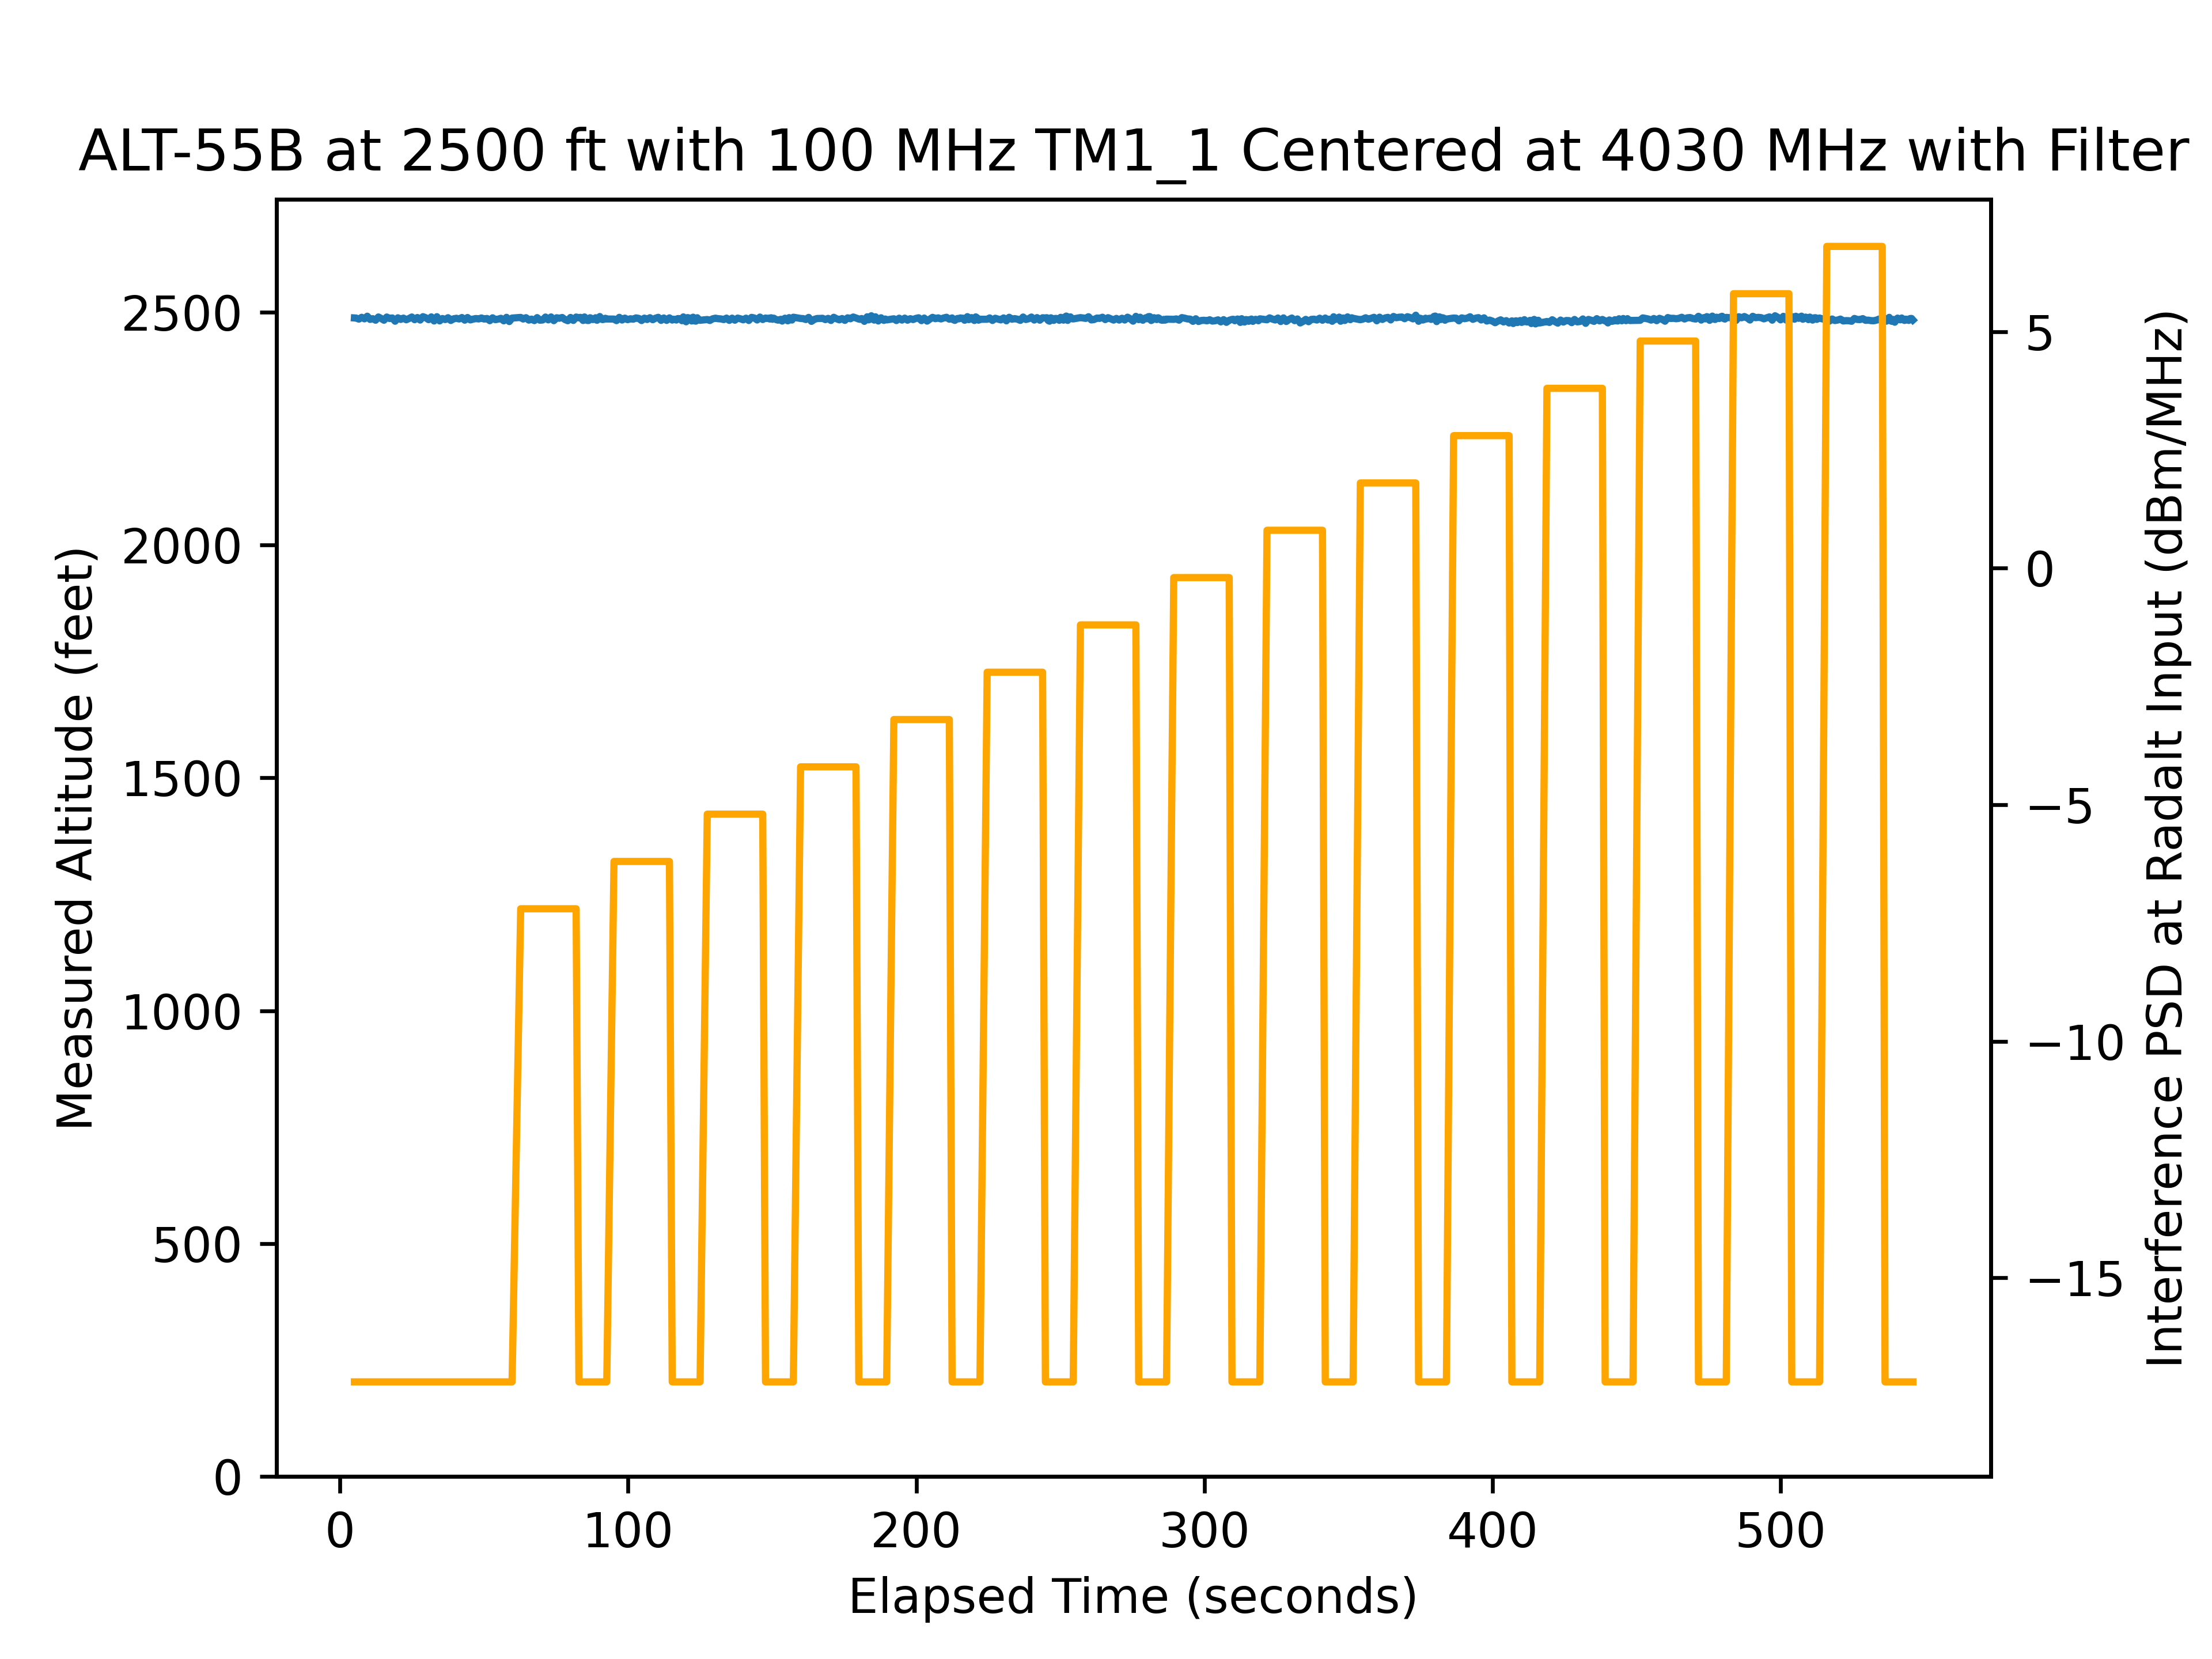 ALT-55B at 2500 ft with 100 MHz TM1_1 Centered at 4030 MHz with Filter
Measured Altitude (feet)
2500
2000
1500
1000
500
0
0 100 200 300 400 500
Elapsed Time (seconds)
5
0
−5
−10
−15
Interference PSD at Radalt Input (dBm/MHz)